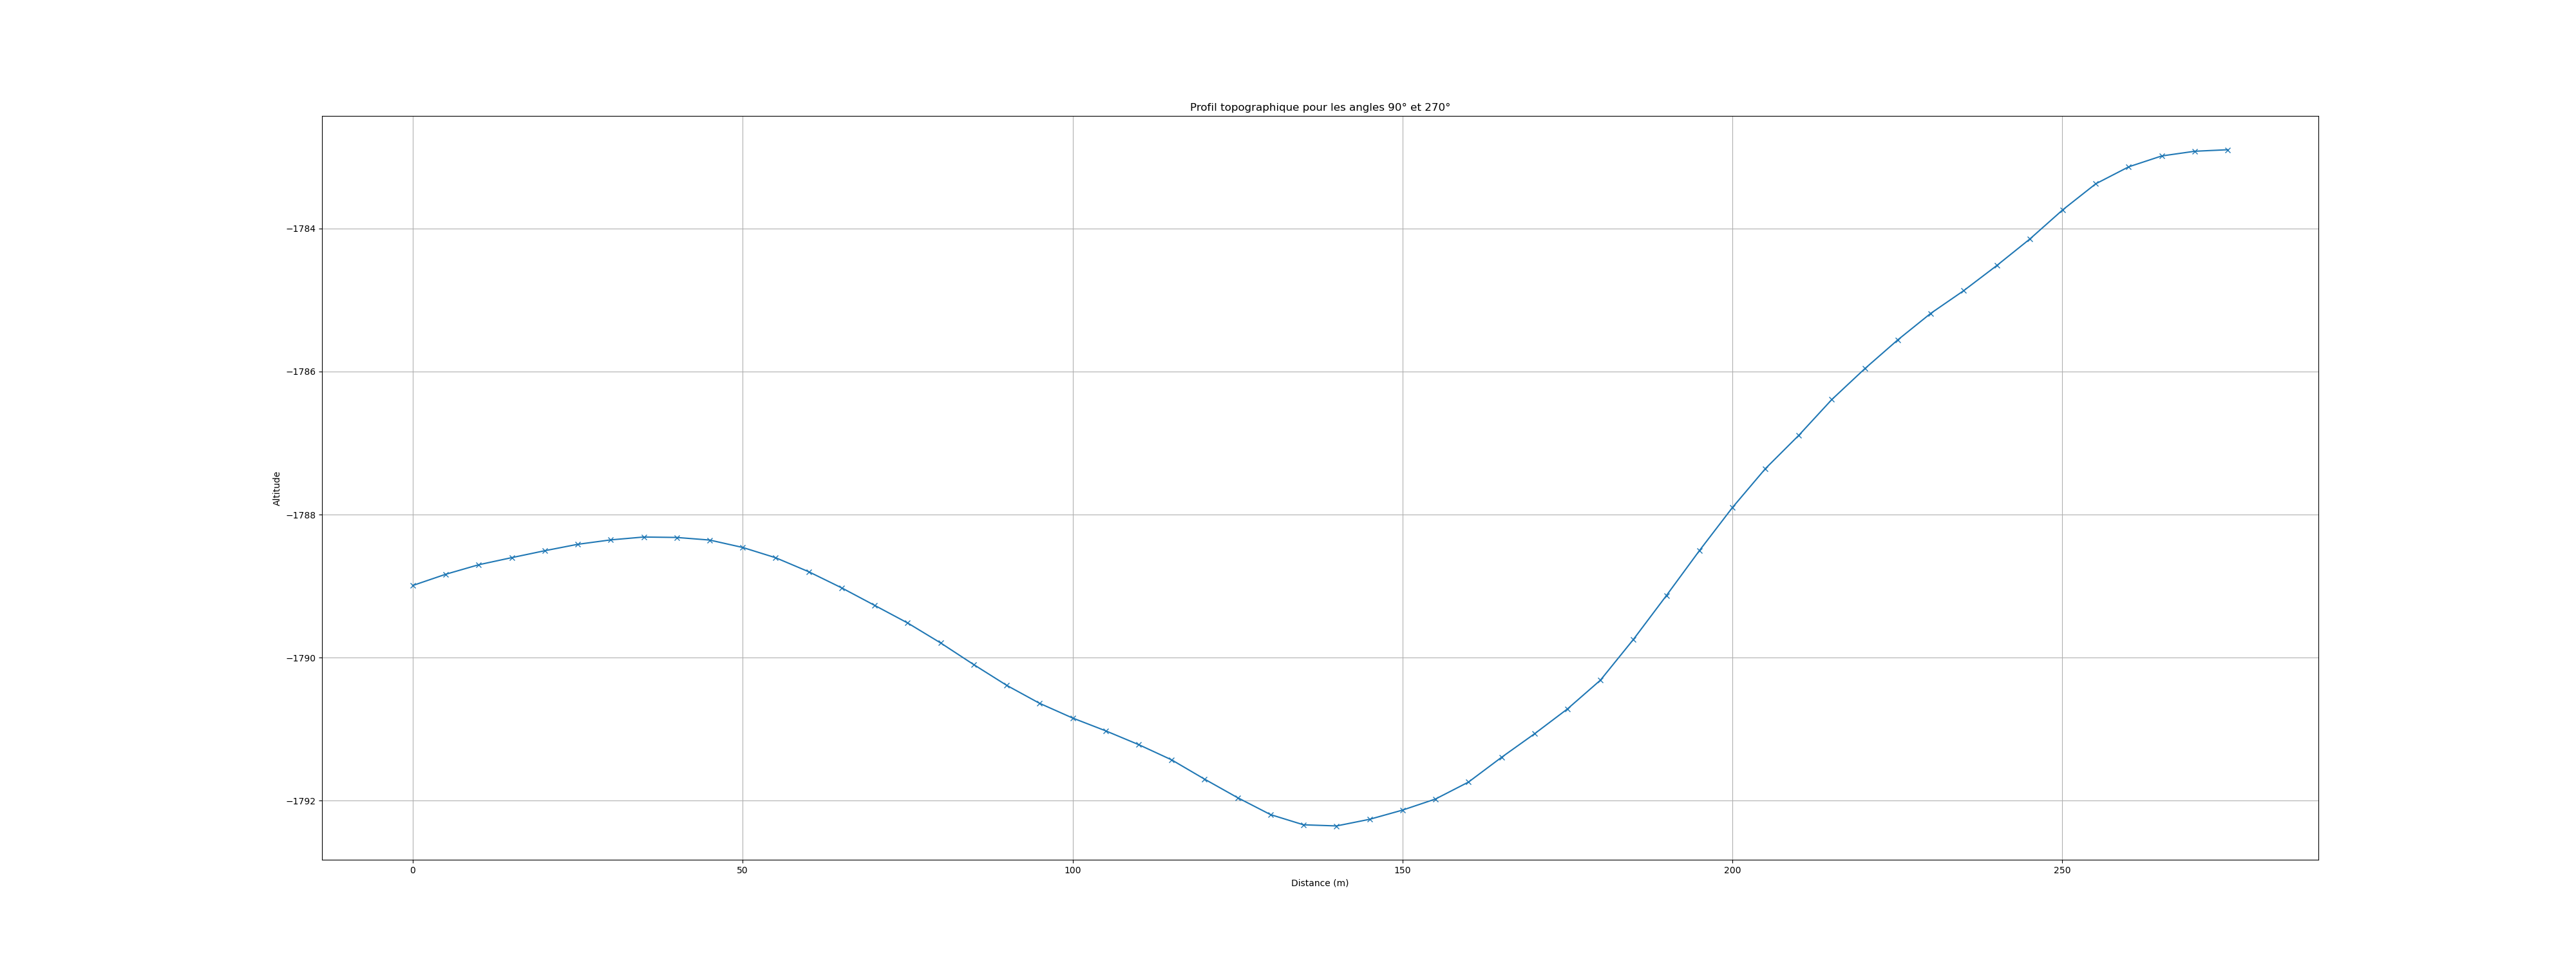 Profil topographique pour les angles 90° et 270°
−1784
−1786
−1788
−1790
−1792
Altitude
0 50 100 150 200 250
Distance (m)